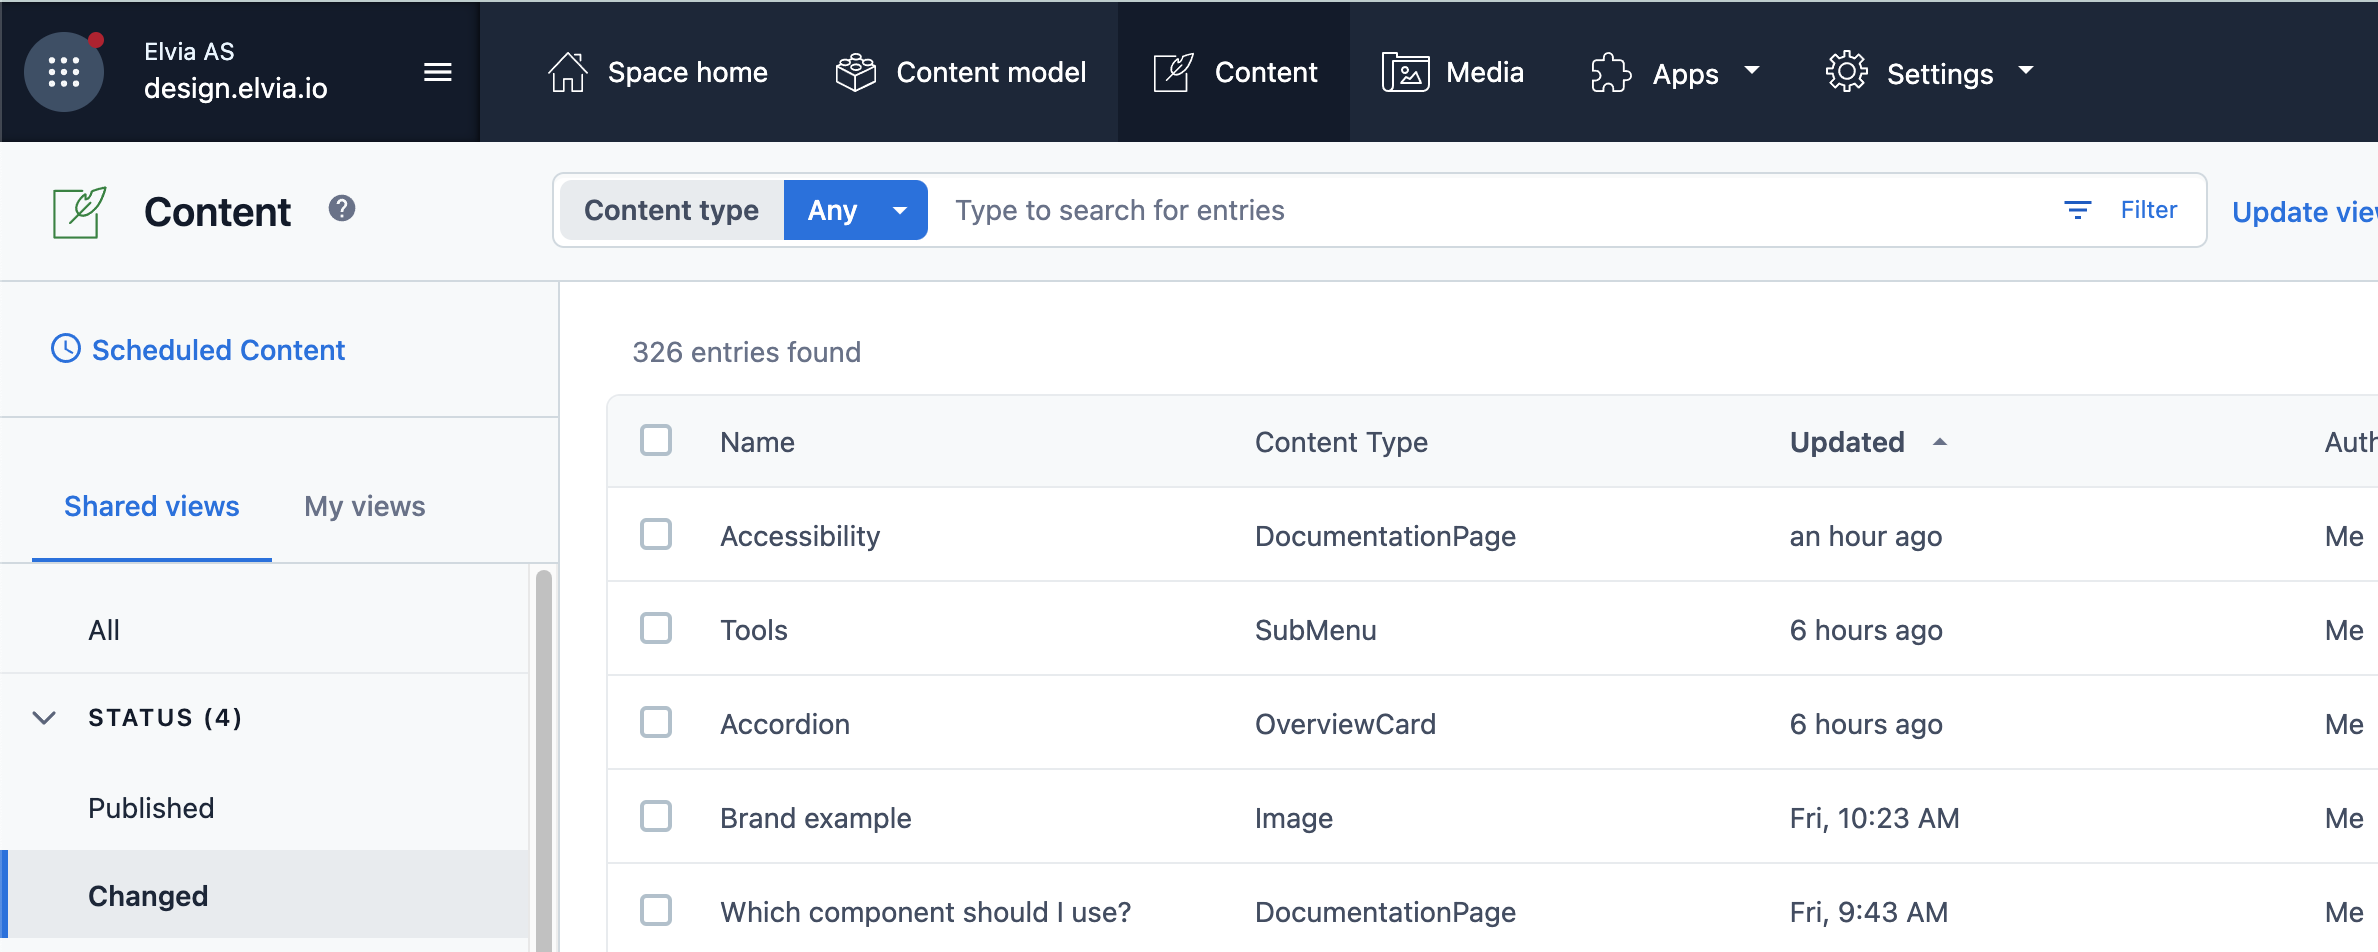 Elvia AS
design.elvia.io
Space home
Content model
Content
Media
Apps
Settings
Content
?
Content type
Any
Type to search for entries
Filter
Update
Scheduled Content
Shared views
My views
All
STATUS (4)
Published
Changed
326 entries found
Name Content Type Updated
Accessibility DocumentationPage an hour ago Me
Tools SubMenu 6 hours ago Me
Accordion OverviewCard 6 hours ago Me
Brand example Image Fri, 10:23 AM Me
Which component should I use? DocumentationPage Fri, 9:43 AM Me